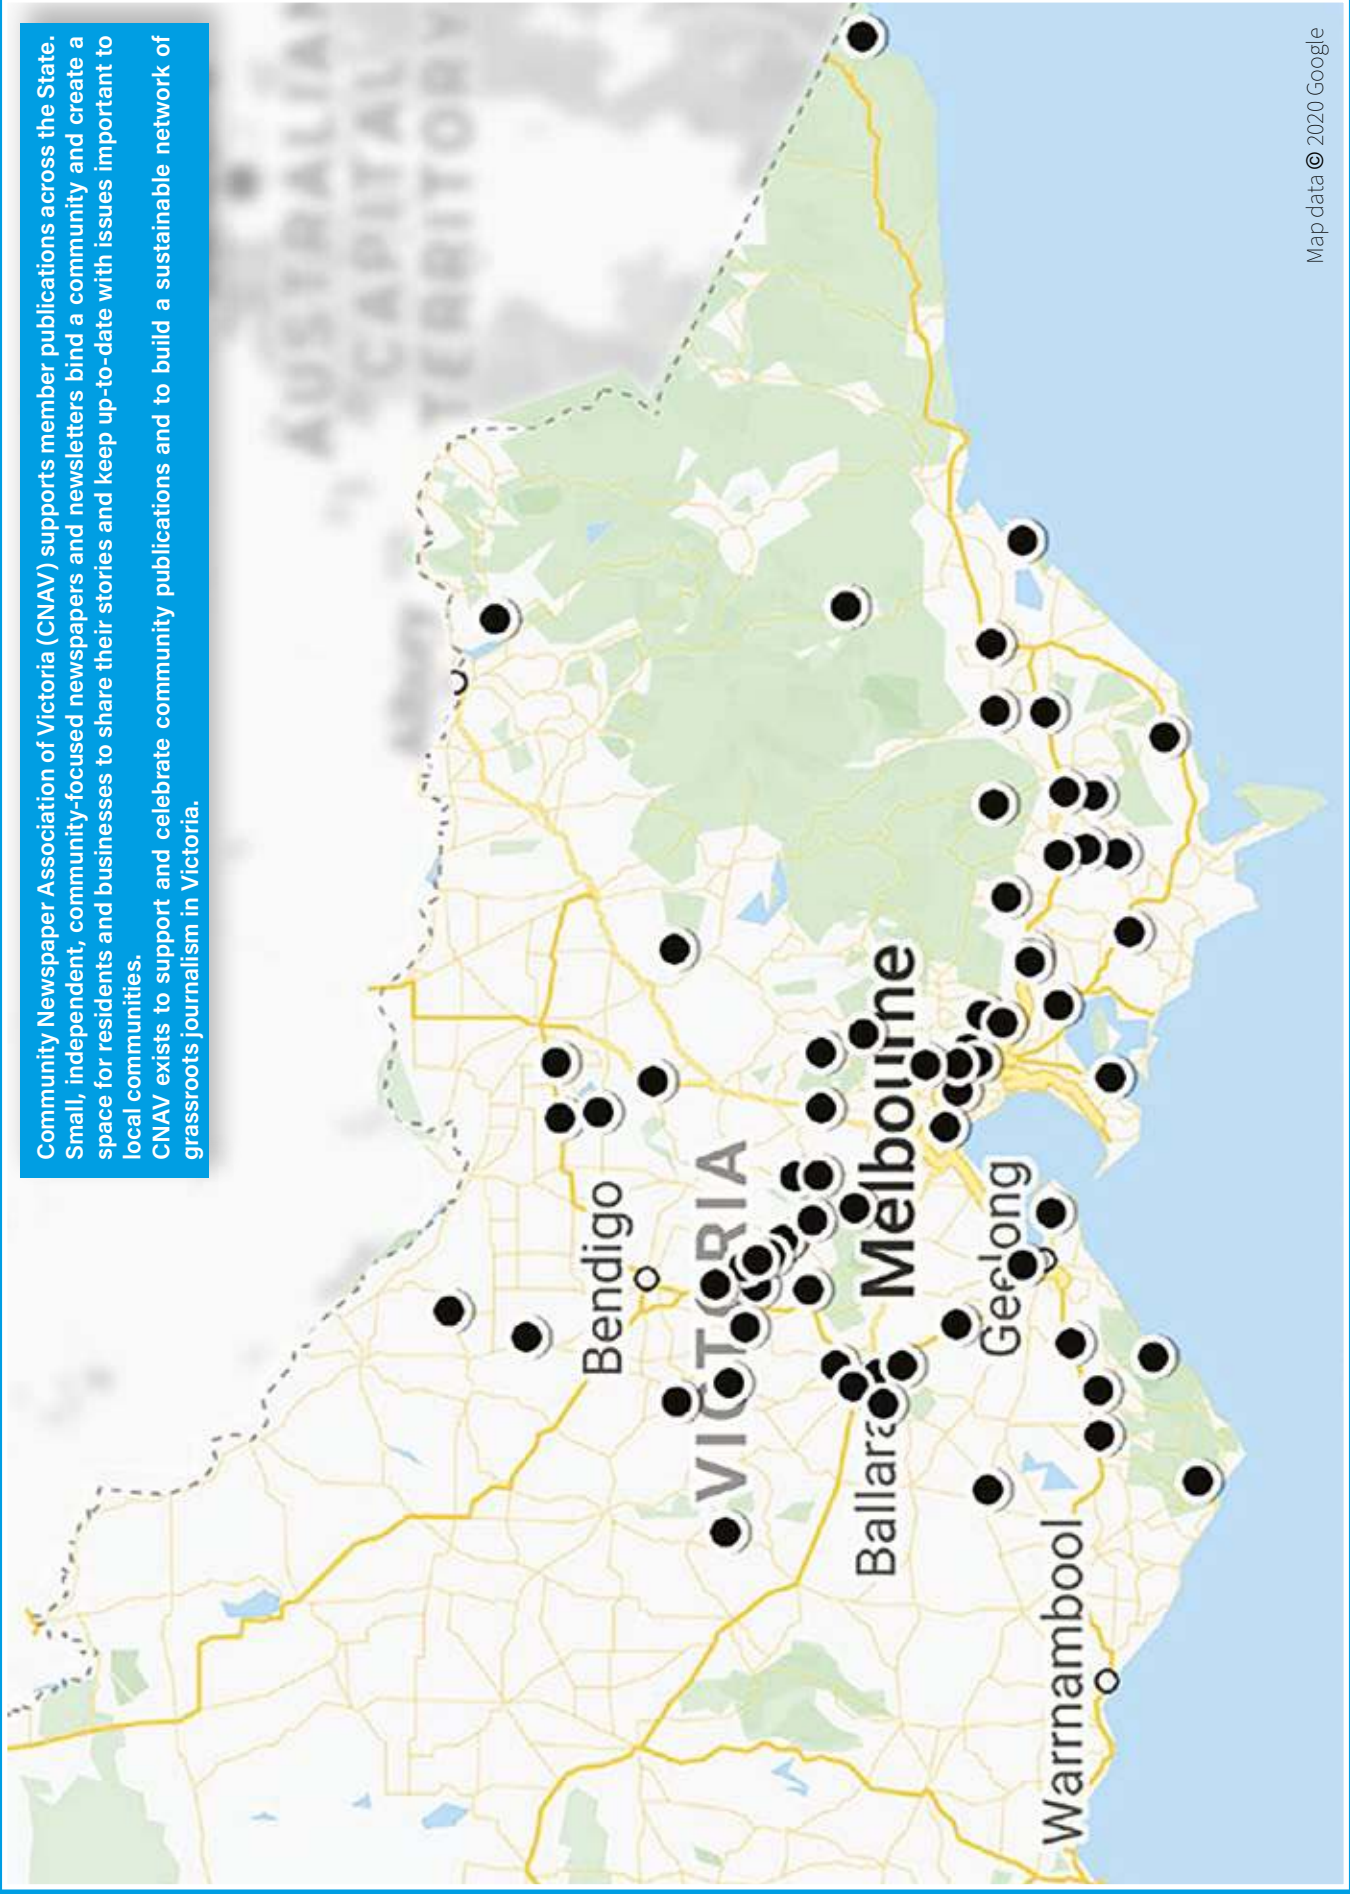 Community Newspaper Association of Victoria (CNAV) supports member publications across the State.
Small, independent, community-focused newspapers and newsletters bind a community and create a
space for residents and businesses to share their stories and keep up-to-date with issues important to
local communities.
CNAV exists to support and celebrate community publications and to build a sustainable network of
grassroots journalism in Victoria.
AUSTRALIAN
CAPITAL
TERRITORY
Albury
Bendigo
VICTORIA
Melbourne
Ballarat
Geelong
Warrnambool
Map data © 2020 Google